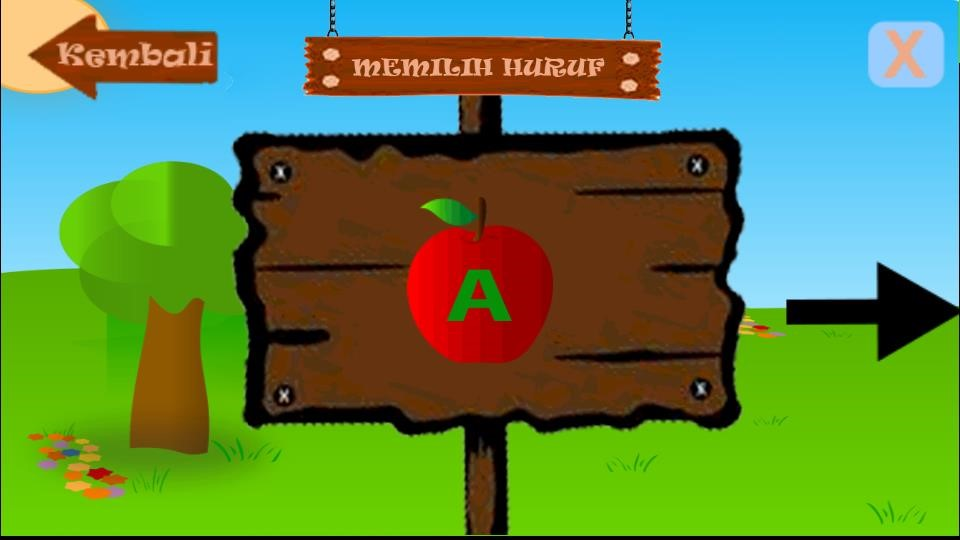 Kembali
MEMILIH HURUF
X
A